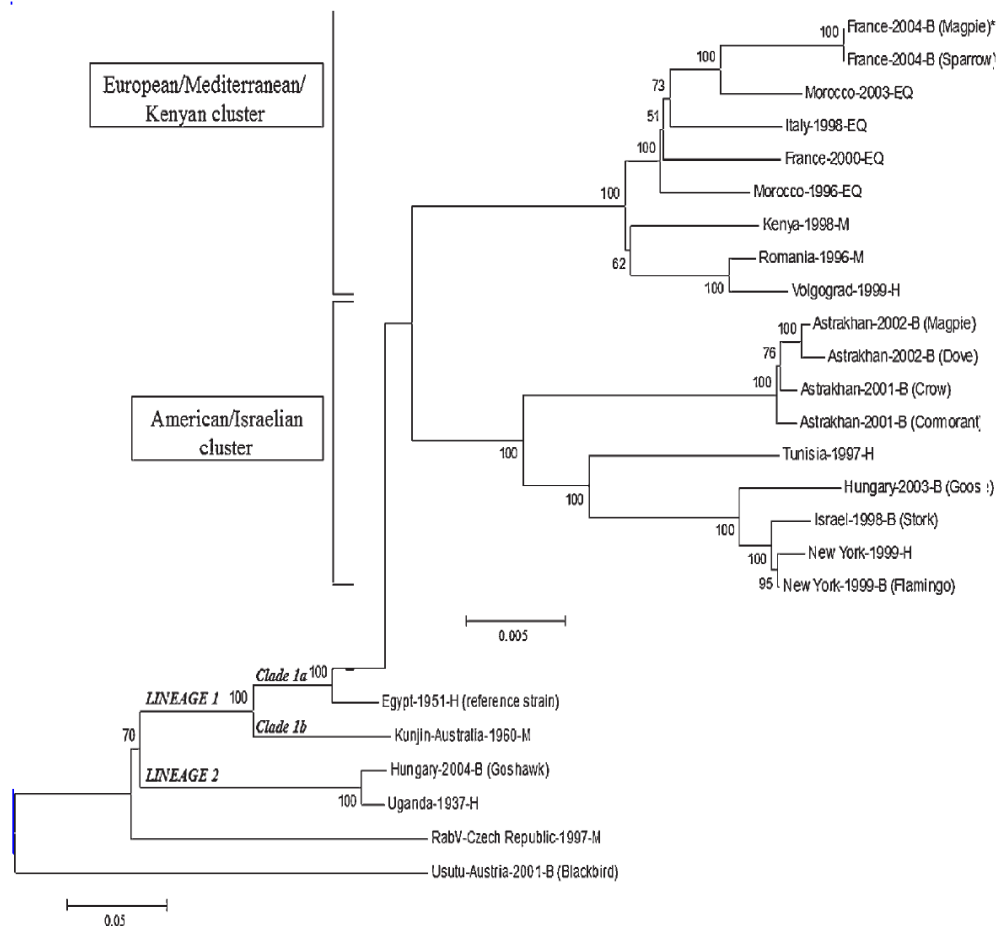 100
France-2004-B (Magpie)*
100
France-2004-B (Sparrow)
73
Morocco-2003-EQ
51
Italy-1998-EQ
100
France-2000-EQ
100
Morocco-1996-EQ
Kenya-1998-M
62
Romania-1996-M
100
Volgograd-1999-H
European/Mediterranean/
Kenyan cluster
100
Astrakhan-2002-B (Magpie)
76
Astrakhan-2002-B (Dove)
100
Astrakhan-2001-B (Crow)
Astrakhan-2001-B (Cormorant)
American/Israelian
cluster
100
Tunisia-1997-H
100
Hungary-2003-B (Goose)
100
Israel-1998-B (Stork)
100
New York-1999-H
95
New York-1999-B (Flamingo)
0.005
Clade 1a
100
LINEAGE 1
100
Egypt-1951-H (reference strain)
Clade 1b
Kunjin-Australia-1960-M
70
LINEAGE 2
Hungary-2004-B (Goshawk)
100
Uganda-1937-H
RabV-Czech Republic-1997-M
Usutu-Austria-2001-B (Blackbird)
0.05